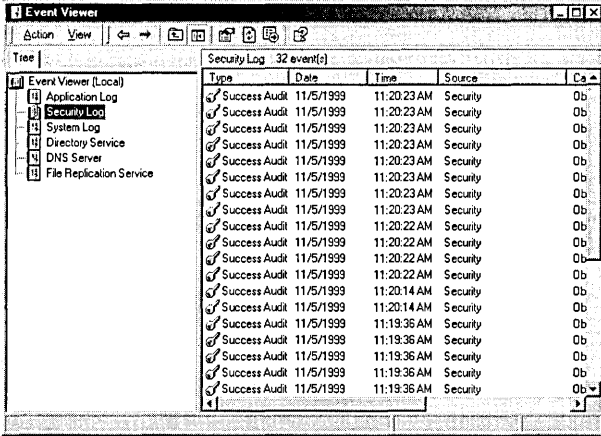 Event Viewer
Action View
Tree
Security Log 32 event(s)
Event Viewer (Local)
Application Log
Security Log
System Log
Directory Service
DNS Server
File Replication Service
Type Date Time Source Ca
Success Audit 11/5/1999 11:20:23 AM Security Ob
Success Audit 11/5/1999 11:20:23 AM Security Ob
Success Audit 11/5/1999 11:20:23 AM Security Ob
Success Audit 11/5/1999 11:20:23 AM Security Ob
Success Audit 11/5/1999 11:20:23 AM Security Ob
Success Audit 11/5/1999 11:20:23 AM Security Ob
Success Audit 11/5/1999 11:20:23 AM Security Ob
Success Audit 11/5/1999 11:20:23 AM Security Ob
Success Audit 11/5/1999 11:20:22 AM Security Ob
Success Audit 11/5/1999 11:20:22 AM Security Ob
Success Audit 11/5/1999 11:20:22 AM Security Ob
Success Audit 11/5/1999 11:20:22 AM Security Ob
Success Audit 11/5/1999 11:20:14 AM Security Ob
Success Audit 11/5/1999 11:20:14 AM Security Ob
Success Audit 11/5/1999 11:19:36 AM Security Ob
Success Audit 11/5/1999 11:19:36 AM Security Ob
Success Audit 11/5/1999 11:19:36 AM Security Ob
Success Audit 11/5/1999 11:19:36 AM Security Ob
Success Audit 11/5/1999 11:19:36 AM Security Ob